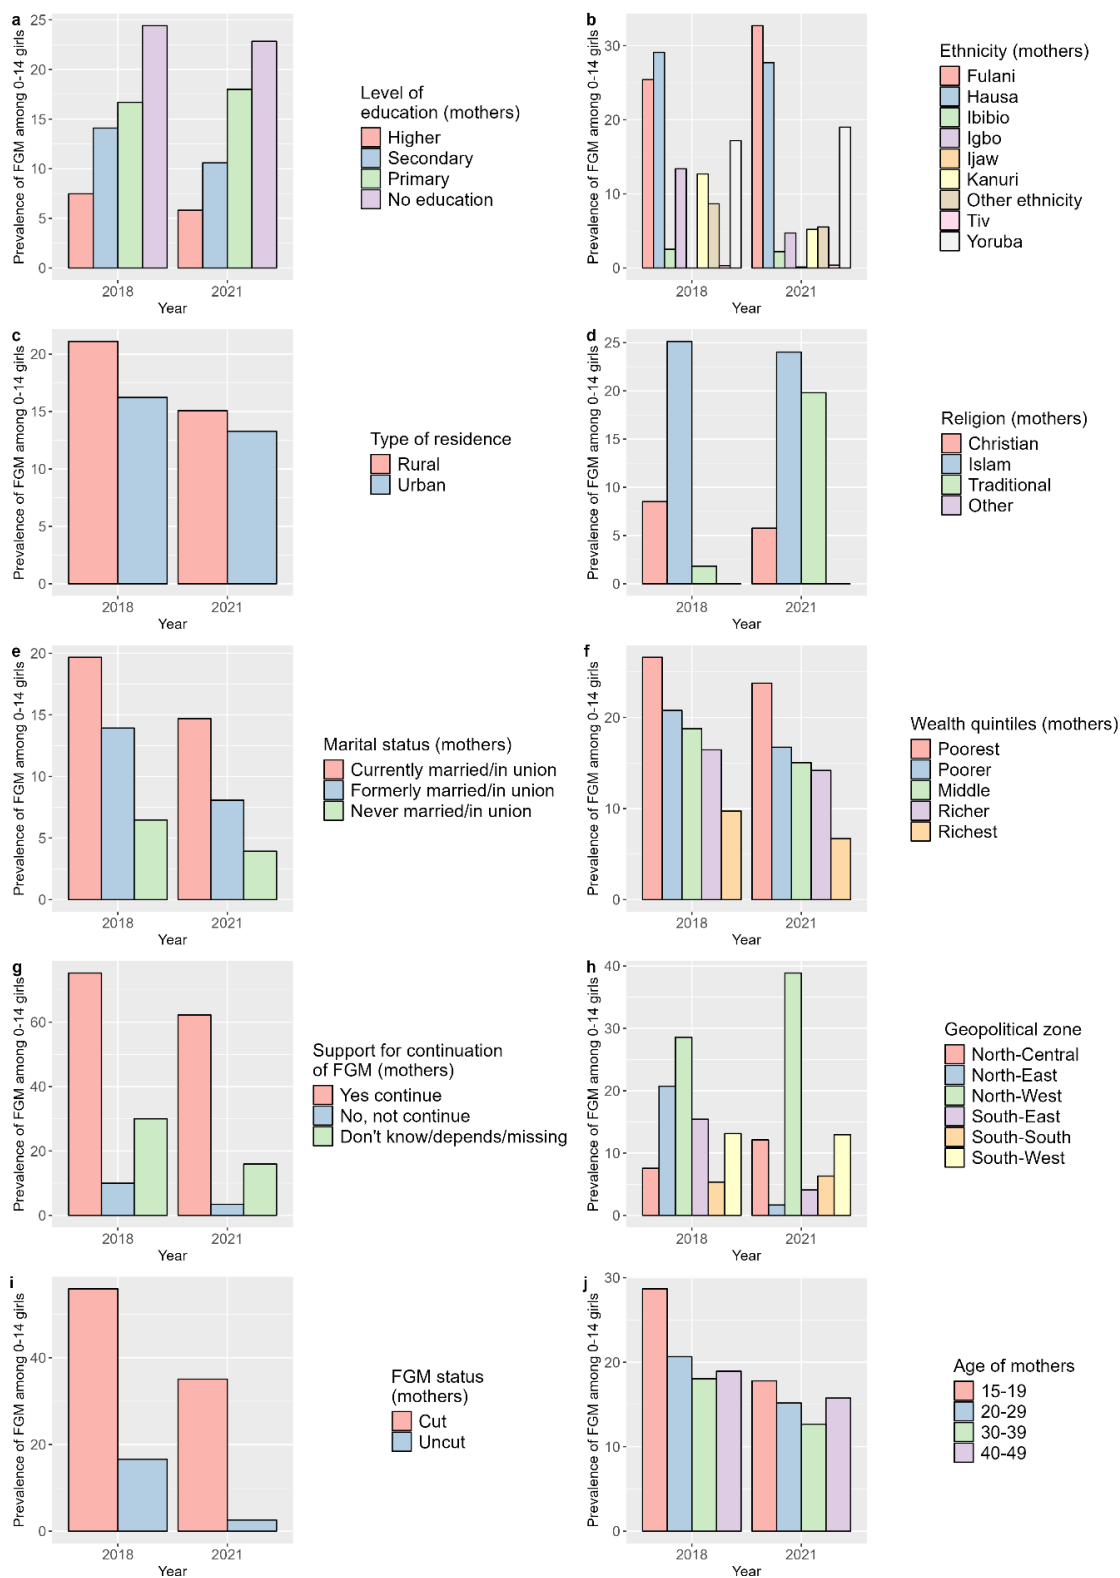 a
Prevalence of FGM among 0-14 girls
25
20
15
10
5
0
2018
2021
Year
Level of
education (mothers)
Higher
Secondary
Primary
No education
b
Prevalence of FGM among 0-14 girls
30
20
10
0
2018
2021
Year
Ethnicity (mothers)
Fulani
Hausa
Ibibio
Igbo
Ijaw
Kanuri
Other ethnicity
Tiv
Yoruba
c
Prevalence of FGM among 0-14 girls
20
15
10
5
0
2018
2021
Year
Type of residence
Rural
Urban
d
Prevalence of FGM among 0-14 girls
25
20
15
10
5
0
2018
2021
Year
Religion (mothers)
Christian
Islam
Traditional
Other
e
Prevalence of FGM among 0-14 girls
20
15
10
5
0
2018
2021
Year
Marital status (mothers)
Currently married/in union
Formerly married/in union
Never married/in union
f
Prevalence of FGM among 0-14 girls
20
10
0
2018
2021
Year
Wealth quintiles (mothers)
Poorest
Poorer
Middle
Richer
Richest
g
Prevalence of FGM among 0-14 girls
60
40
20
0
2018
2021
Year
Support for continuation
of FGM (mothers)
Yes continue
No, not continue
Don't know/depends/missing
h
Prevalence of FGM among 0-14 girls
40
30
20
10
0
2018
2021
Year
Geopolitical zone
North-Central
North-East
North-West
South-East
South-South
South-West
i
Prevalence of FGM among 0-14 girls
40
20
0
2018
2021
Year
FGM status
(mothers)
Cut
Uncut
j
Prevalence of FGM among 0-14 girls
30
20
10
0
2018
2021
Year
Age of mothers
15-19
20-29
30-39
40-49